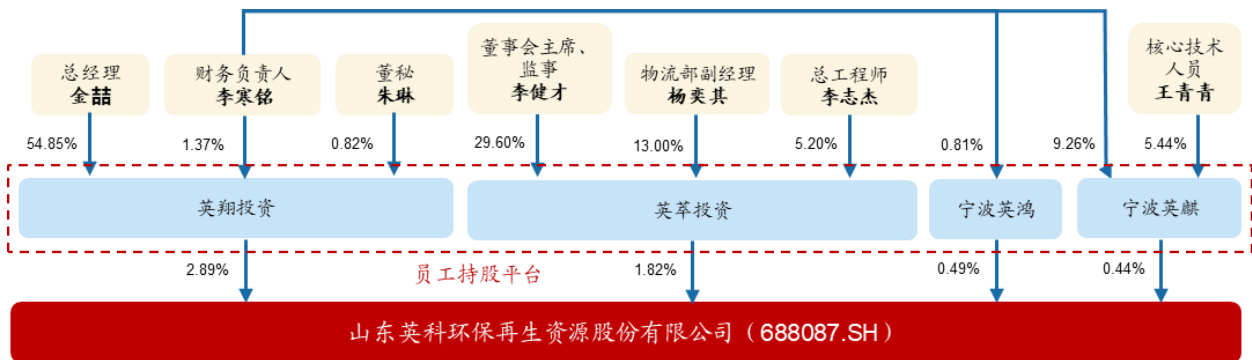 总经理
金喆
财务负责人
李寒铭
董秘
朱琳
董事会主席、
监事
李健才
物流部副经理
杨奕其
总工程师
李志杰
核心技术
人员
王青青
54.85%
1.37%
0.82%
29.60%
13.00%
5.20%
0.81%
9.26%
5.44%
英翔投资
英萃投资
宁波英鸿
宁波英麒
2.89%
员工持股平台
1.82%
0.49%
0.44%
山东英科环保再生资源股份有限公司（688087.SH）